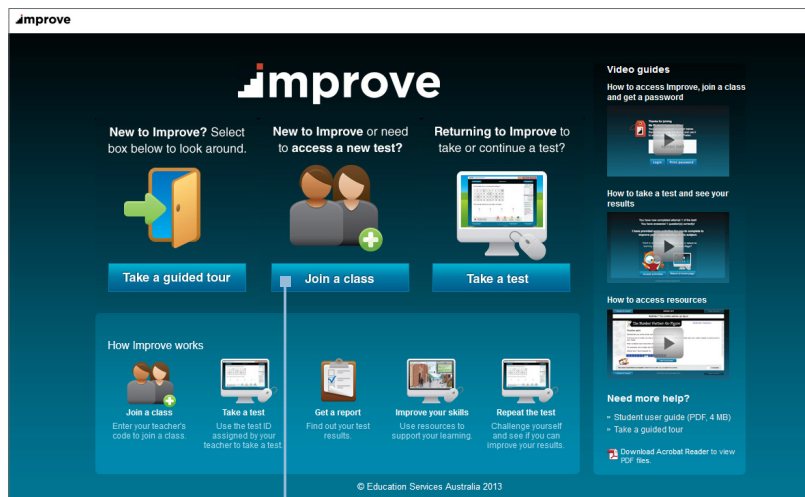 improve
improve
New to Improve? Select
box below to look around.
Take a guided tour
New to Improve or need
to access a new test?
Join a class
Returning to Improve to
take or continue a test?
Take a test
How Improve works
Join a class
Enter your teacher's
code to join a class.
Take a test
Use the test ID
assigned by your
teacher to take a test.
Get a report
Find out your test
results.
Improve your skills
Use resources to
support your learning.
Repeat the test
Challenge yourself
and see if you can
improve your results.
Video guides
How to access Improve, join a class
and get a password
Thanks for joining
Login
Print password
How to take a test and see your
results
How to access resources
Need more help?
» Student user guide (PDF, 4 MB)
» Take a guided tour
Download Acrobat Reader to view
PDF files.
© Education Services Australia 2013